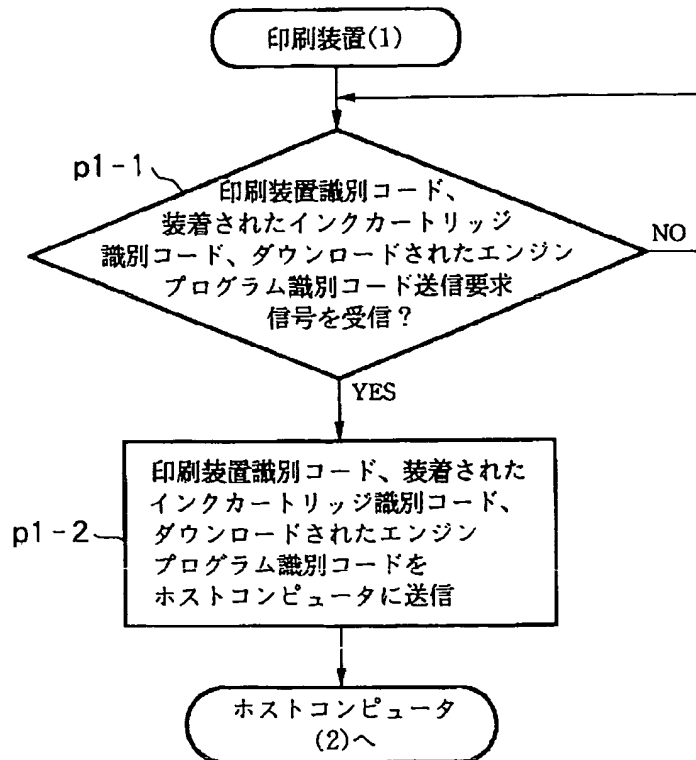 印刷装置(1)
p1-1
印刷装置識別コード、
装着されたインクカートリッジ
識別コード、ダウンロードされたエンジン
プログラム識別コード送信要求
信号を受信?
NO
YES
p1-2
印刷装置識別コード、装着された
インクカートリッジ識別コード、
ダウンロードされたエンジン
プログラム識別コードを
ホストコンピュータに送信
ホストコンピュータ
(2)へ